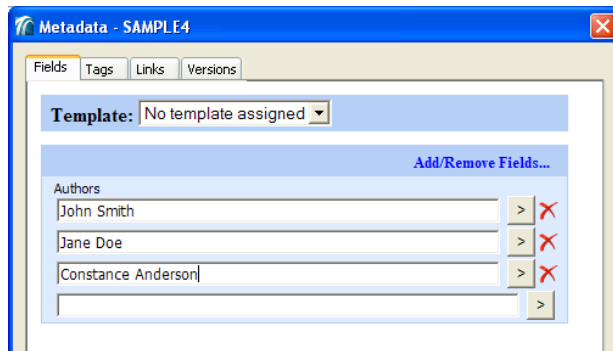 Metadata - SAMPLE4
Fields Tags Links Versions
Template: No template assigned
Add/Remove Fields...
Authors
John Smith >
Jane Doe >
Constance Anderson >
>